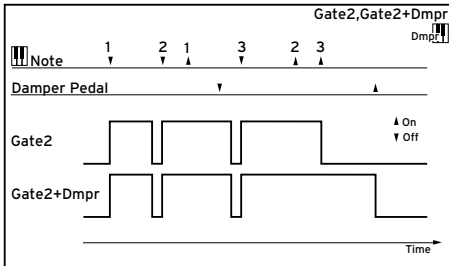 Gate2,Gate2+Dmpr
Dmpr
1 2 1 3 2 3
Note
Damper Pedal
On
Off
Gate2
Gate2+Dmpr
Time